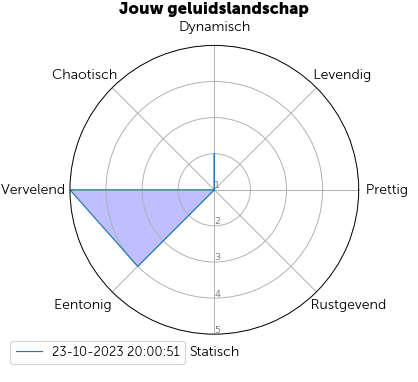 Jouw geluidslandschap
Dynamisch
Chaotisch
Levendig
Vervelend
Prettig
1
2
3
4
5
Eentonig
Rustgevend
Statisch
23-10-2023 20:00:51